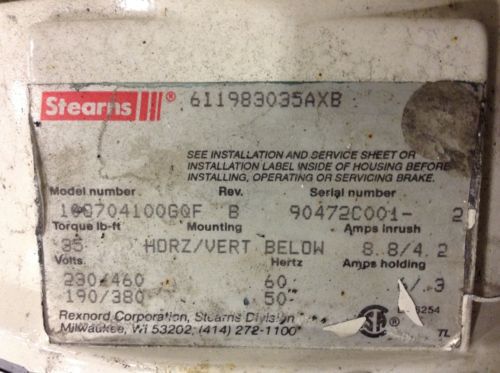 Stearns ® 611983035AXB
SEE INSTALLATION AND SERVICE SHEET OR
INSTALLATION LABEL INSIDE OF HOUSING BEFORE
INSTALLING, OPERATING OR SERVICING BRAKE.
Model number Rev. Serial number
B 90472C001- 2
Torque lb-ft Mounting Amps inrush
35 HORZ/VERT BELOW 8.8/4.2
Volts Hertz Amps holding
230/460 60 /.3
190/380 50
Rexnord Corporation, Stearns Division
Milwaukee, WI 53202, (414) 272-1100
TL